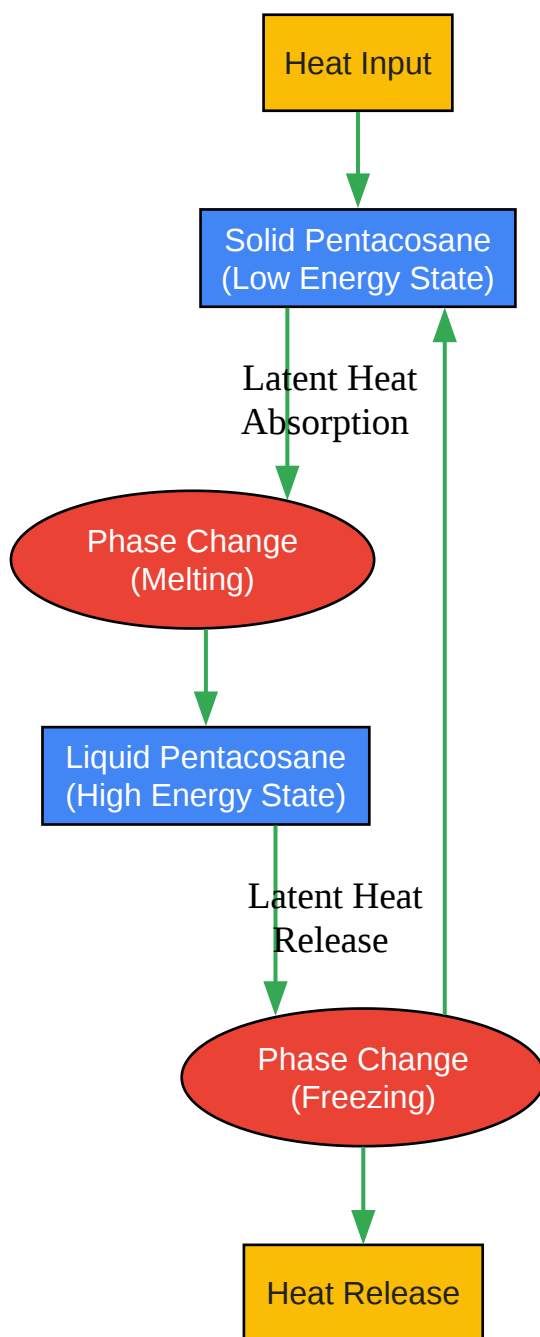 Heat Input
Solid Pentacosane
(Low Energy State)
Latent Heat
Absorption
Phase Change
(Melting)
Liquid Pentacosane
(High Energy State)
Latent Heat
Release
Phase Change
(Freezing)
Heat Release